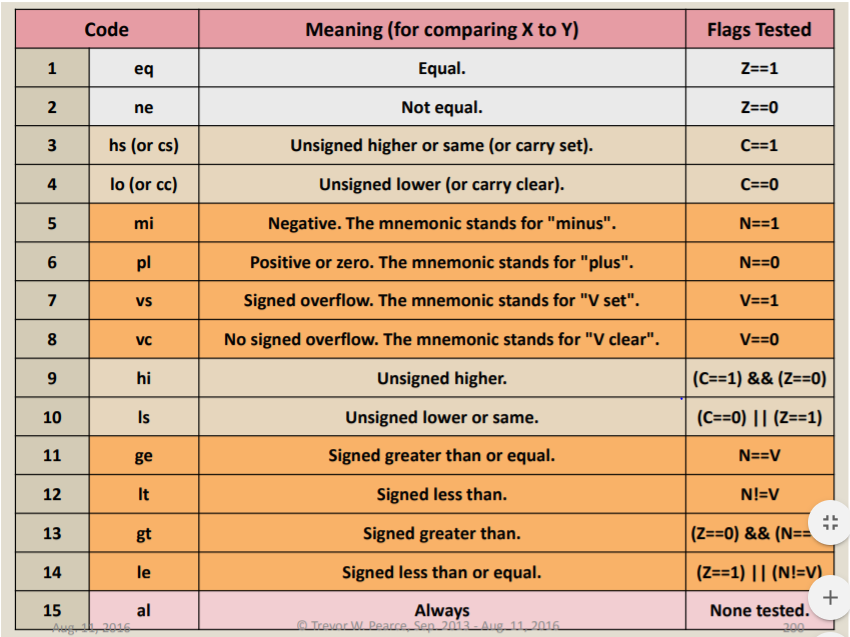 Code Meaning (for comparing X to Y) Flags Tested
1 eq Equal. Z==1
2 ne Not equal. Z==0
3 hs (or cs) Unsigned higher or same (or carry set). C==1
4 lo (or cc) Unsigned lower (or carry clear). C==0
5 mi Negative. The mnemonic stands for "minus". N==1
6 pl Positive or zero. The mnemonic stands for "plus". N==0
7 vs Signed overflow. The mnemonic stands for "V set". V==1
8 vc No signed overflow. The mnemonic stands for "V clear". V==0
9 hi Unsigned higher. (C==1) && (Z==0)
10 ls Unsigned lower or same. (C==0) || (Z==1)
11 ge Signed greater than or equal. N==V
12 lt Signed less than. N!=V
13 gt Signed greater than. (Z==0) && (N==
14 le Signed less than or equal. (Z==1) || (N!=V)
15 al Always None tested.
Aug. 11, 2016 © Trevor W. Pearce, Sep. 2013 - Aug. 11, 2016 200